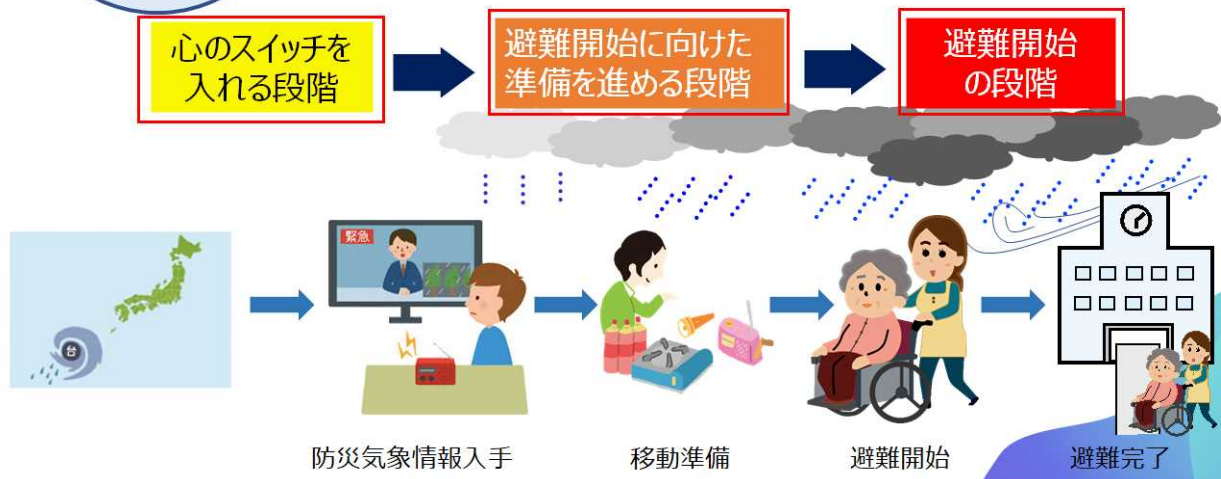 心のスイッチを
入れる段階
避難開始に向けた
準備を進める段階
避難開始
の段階
緊急
台
防災気象情報入手
移動準備
避難開始
避難完了